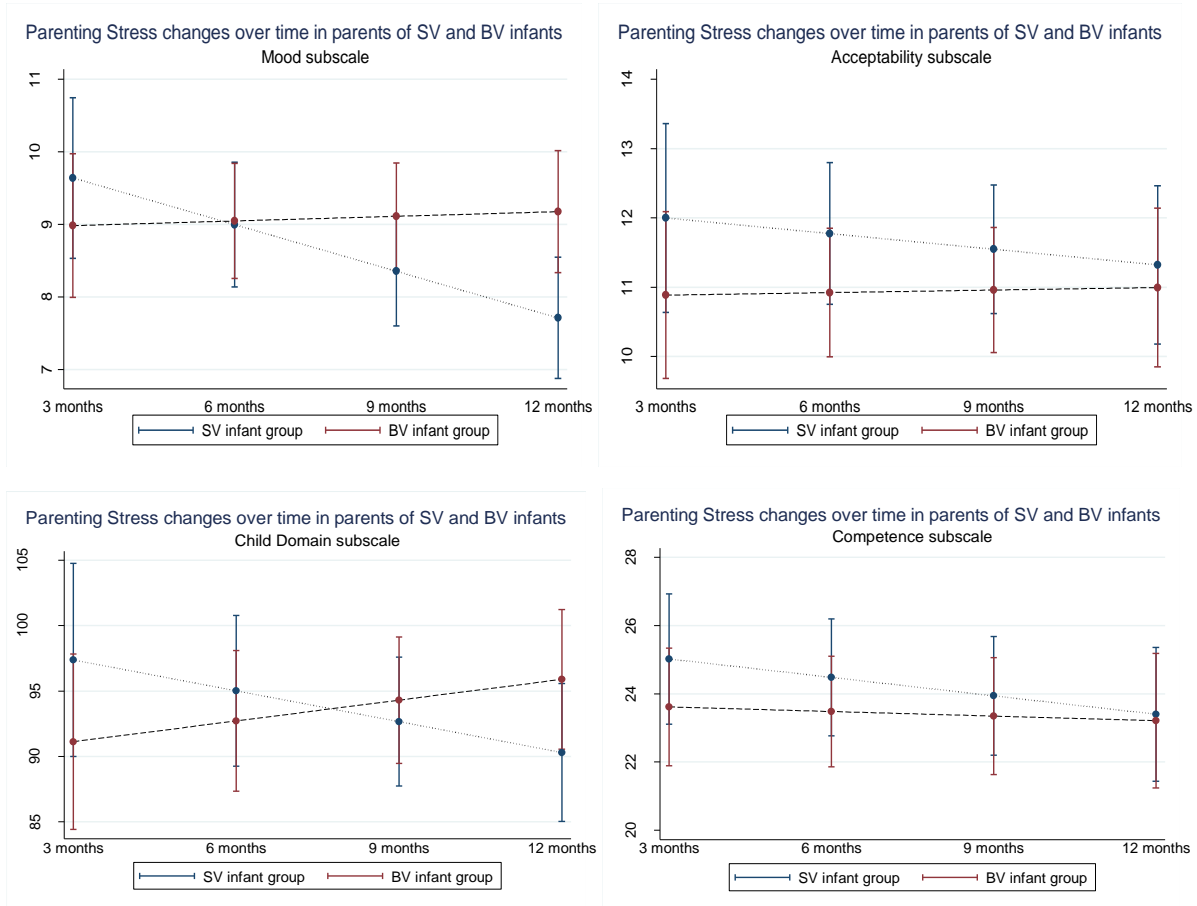 Parenting Stress changes over time in parents of SV and BV infants
Mood subscale
11
10
9
8
7
3 months 6 months 9 months 12 months
SV infant group BV infant group
Parenting Stress changes over time in parents of SV and BV infants
Acceptability subscale
14
13
12
11
10
3 months 6 months 9 months 12 months
SV infant group BV infant group
Parenting Stress changes over time in parents of SV and BV infants
Child Domain subscale
105
100
95
90
85
3 months 6 months 9 months 12 months
SV infant group BV infant group
Parenting Stress changes over time in parents of SV and BV infants
Competence subscale
28
26
24
22
20
3 months 6 months 9 months 12 months
SV infant group BV infant group